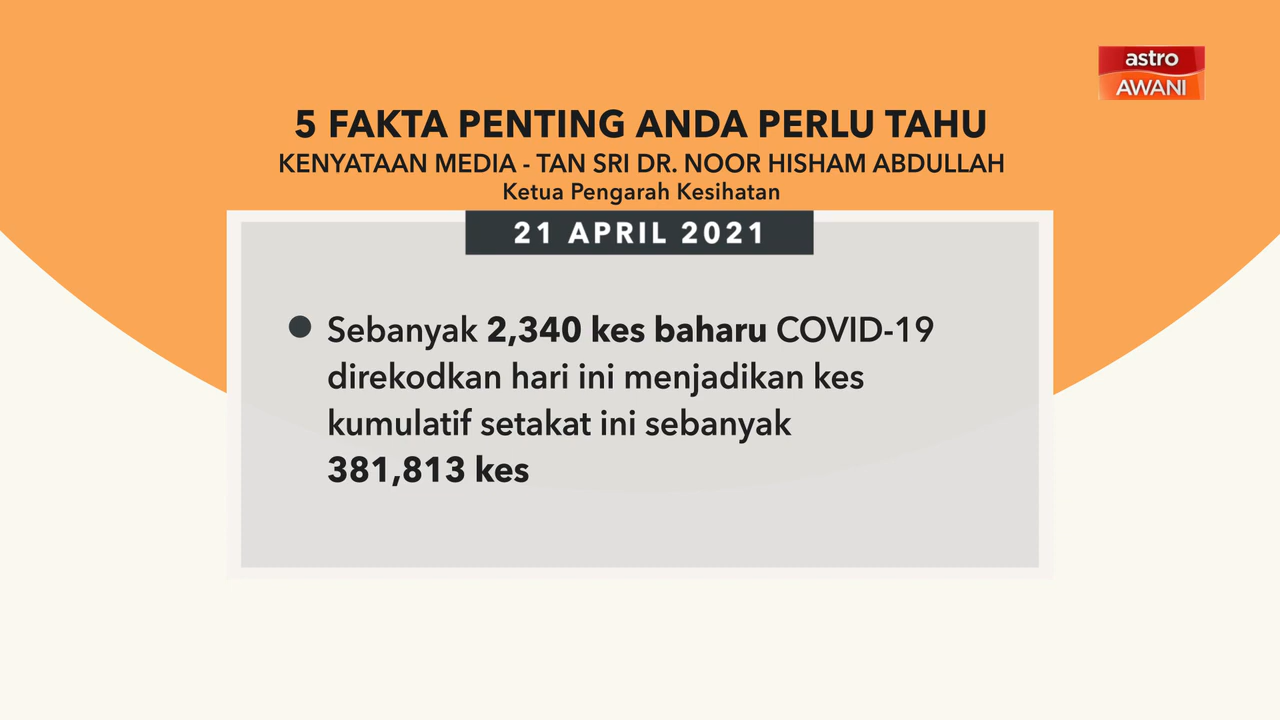 astro
AWANI
5 FAKTA PENTING ANDA PERLU TAHU
KENYATAAN MEDIA - TAN SRI DR. NOOR HISHAM ABDULLAH
Ketua Pengarah Kesihatan
21 APRIL 2021
● Sebanyak 2,340 kes baharu COVID-19
direkodkan hari ini menjadikan kes
kumulatif setakat ini sebanyak
381,813 kes